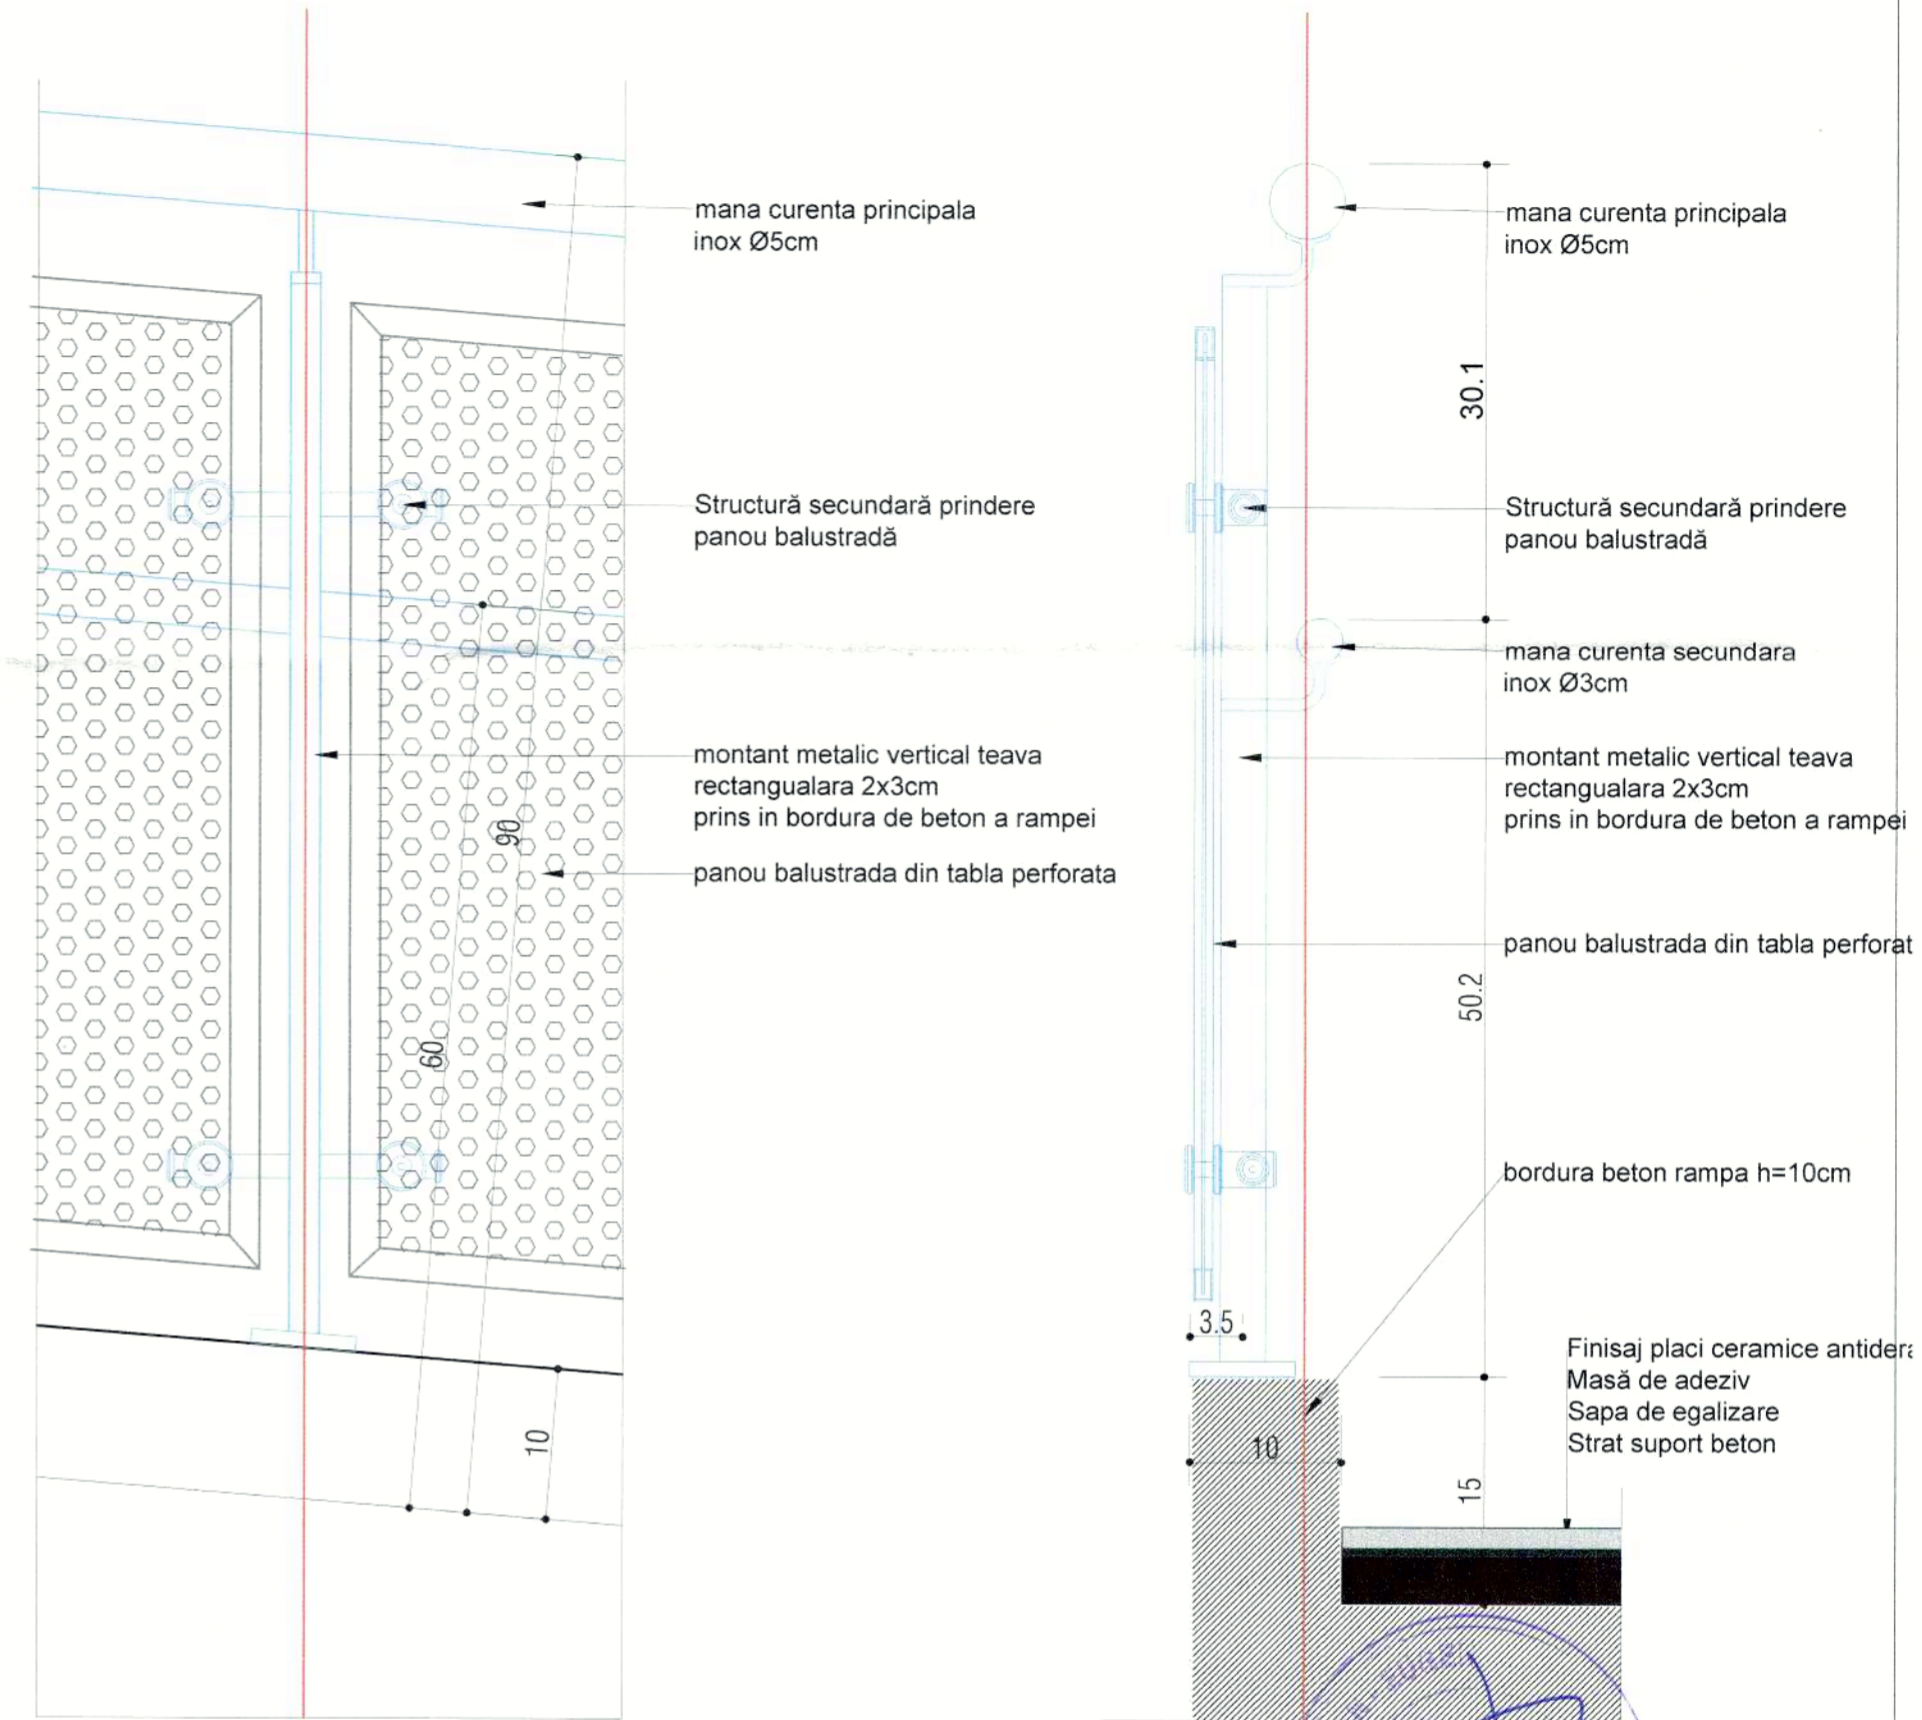 mana curenta principala
inox Ø5cm
Structură secundară prindere
panou balustradă
montant metalic vertical teava
rectangualara 2x3cm
prins in bordura de beton a rampei
panou balustrada din tabla perforata
90
60
10
mana curenta principala
inox Ø5cm
30.1
Structură secundară prindere
panou balustradă
mana curenta secundara
inox Ø3cm
montant metalic vertical teava
rectangualara 2x3cm
prins in bordura de beton a rampei
panou balustrada din tabla perforat
50.2
bordura beton rampa h=10cm
3.5
Finisaj placi ceramice antider
Masă de adeziv
Sapa de egalizare
Strat suport beton
10
15